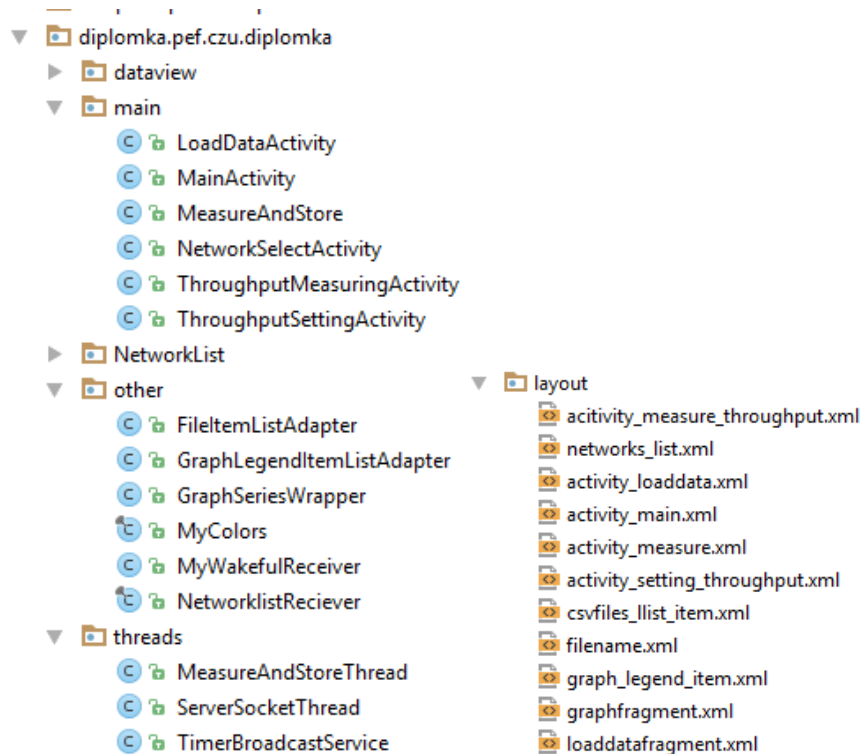 diplomka.pef.czu.diplomka
dataview
main
LoadDataActivity
MainActivity
MeasureAndStore
NetworkSelectActivity
ThroughputMeasuringActivity
ThroughputSettingActivity
NetworkList
other
FileItemListAdapter
GraphLegendItemListAdapter
GraphSeriesWrapper
MyColors
MyWakefulReceiver
NetworklistReciever
threads
MeasureAndStoreThread
ServerSocketThread
TimerBroadcastService
layout
acitivity_measure_throughput.xml
networks_list.xml
activity_loaddata.xml
activity_main.xml
activity_measure.xml
activity_setting_throughput.xml
csvfiles_llist_item.xml
filename.xml
graph_legend_item.xml
graphfragment.xml
loaddatafragment.xml